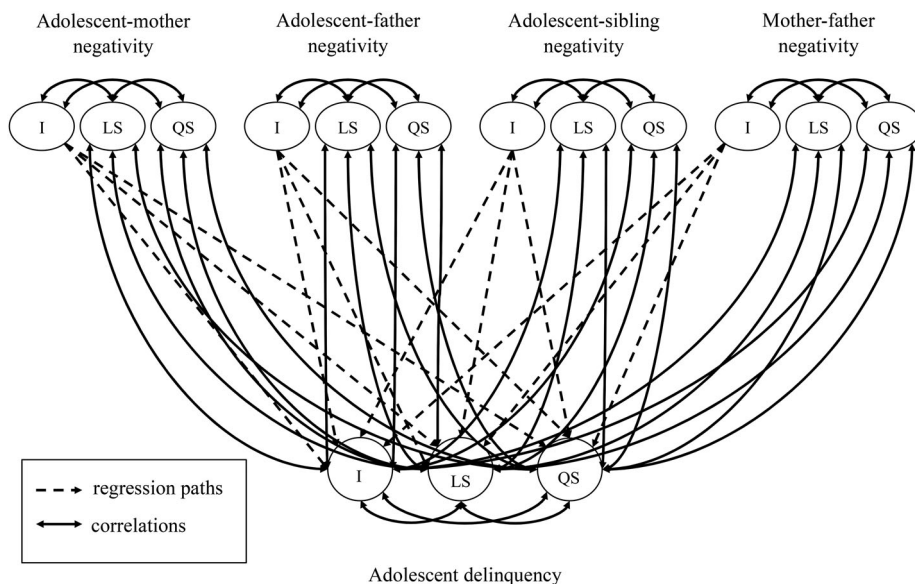 Adolescent-mother
negativity
Adolescent-father
negativity
Adolescent-sibling
negativity
Mother-father
negativity
I LS QS
I LS QS
I LS QS
I LS QS
I LS QS
regression paths
correlations
Adolescent delinquency